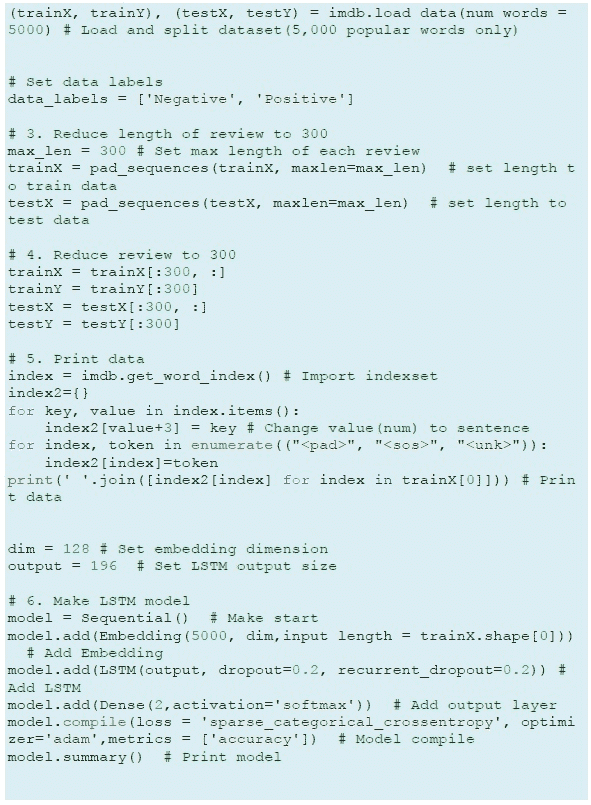 (trainX, trainY), (testX, testY) = imdb.load data(num words =
5000) # Load and split dataset(5,000 popular words only)
# Set data labels
data_labels = ['Negative', 'Positive']
# 3. Reduce length of review to 300
max_len = 300 # Set max length of each review
trainX = pad_sequences(trainX, maxlen=max_len)  # set length t
o train data
testX = pad_sequences(testX, maxlen=max_len)  # set length to
test data
# 4. Reduce review to 300
trainX = trainX[:300, :]
trainY = trainY[:300]
testX = testX[:300, :]
testY = testY[:300]
# 5. Print data
index = imdb.get_word_index() # Import indexset
index2={}
for key, value in index.items():
    index2[value+3] = key # Change value(num) to sentence
for index, token in enumerate(("<pad>", "<sos>", "<unk>")):
    index2[index]=token
print(' '.join([index2[index] for index in trainX[0]])) # Prin
t data
dim = 128 # Set embedding dimension
output = 196  # Set LSTM output size
# 6. Make LSTM model
model = Sequential()  # Make start
model.add(Embedding(5000, dim,input length = trainX.shape[0]))
  # Add Embedding
model.add(LSTM(output, dropout=0.2, recurrent_dropout=0.2)) #
Add LSTM
model.add(Dense(2,activation='softmax'))  # Add output layer
model.compile(loss = 'sparse_categorical_crossentropy', optimi
zer='adam',metrics = ['accuracy'])  # Model compile
model.summary()  # Print model